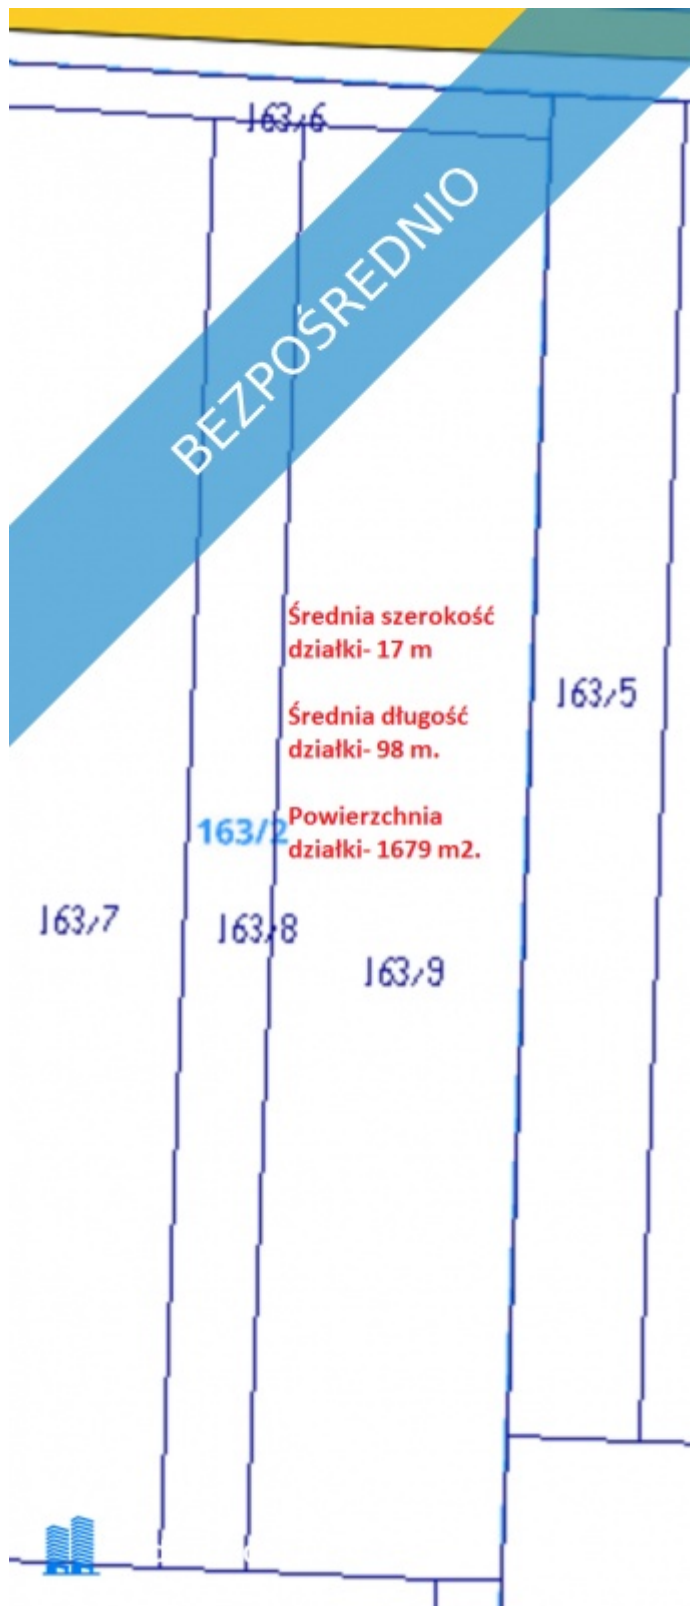 163/6
BEZPOŚREDNIO
Średnia szerokość
działki- 17 m
163/5
Średnia długość
działki- 98 m.
Powierzchnia
działki- 1679 m2.
163/2
163/7
163/8
163/9